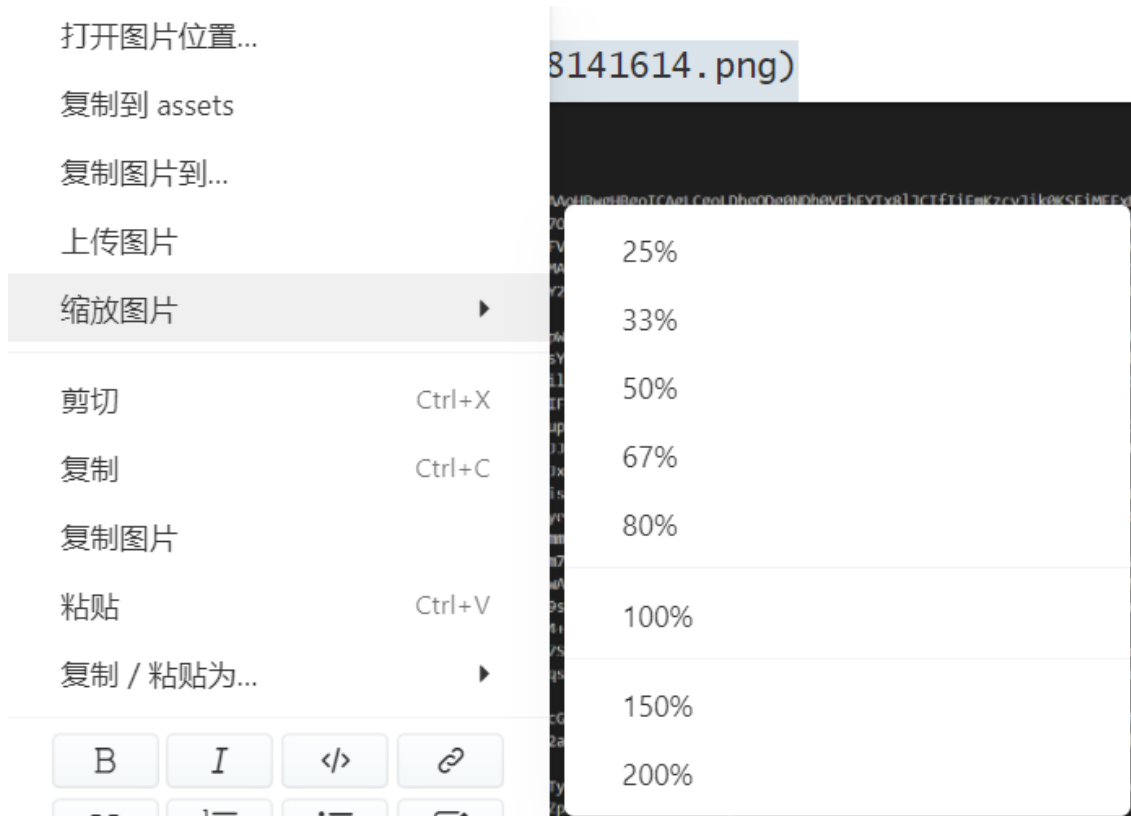 打开图片位置...
复制到 assets
复制图片到...
上传图片
缩放图片
剪切 Ctrl+X
复制 Ctrl+C
复制图片
粘贴 Ctrl+V
复制 / 粘贴为...
B I </>
8141614.png)
25%
33%
50%
67%
80%
100%
150%
200%